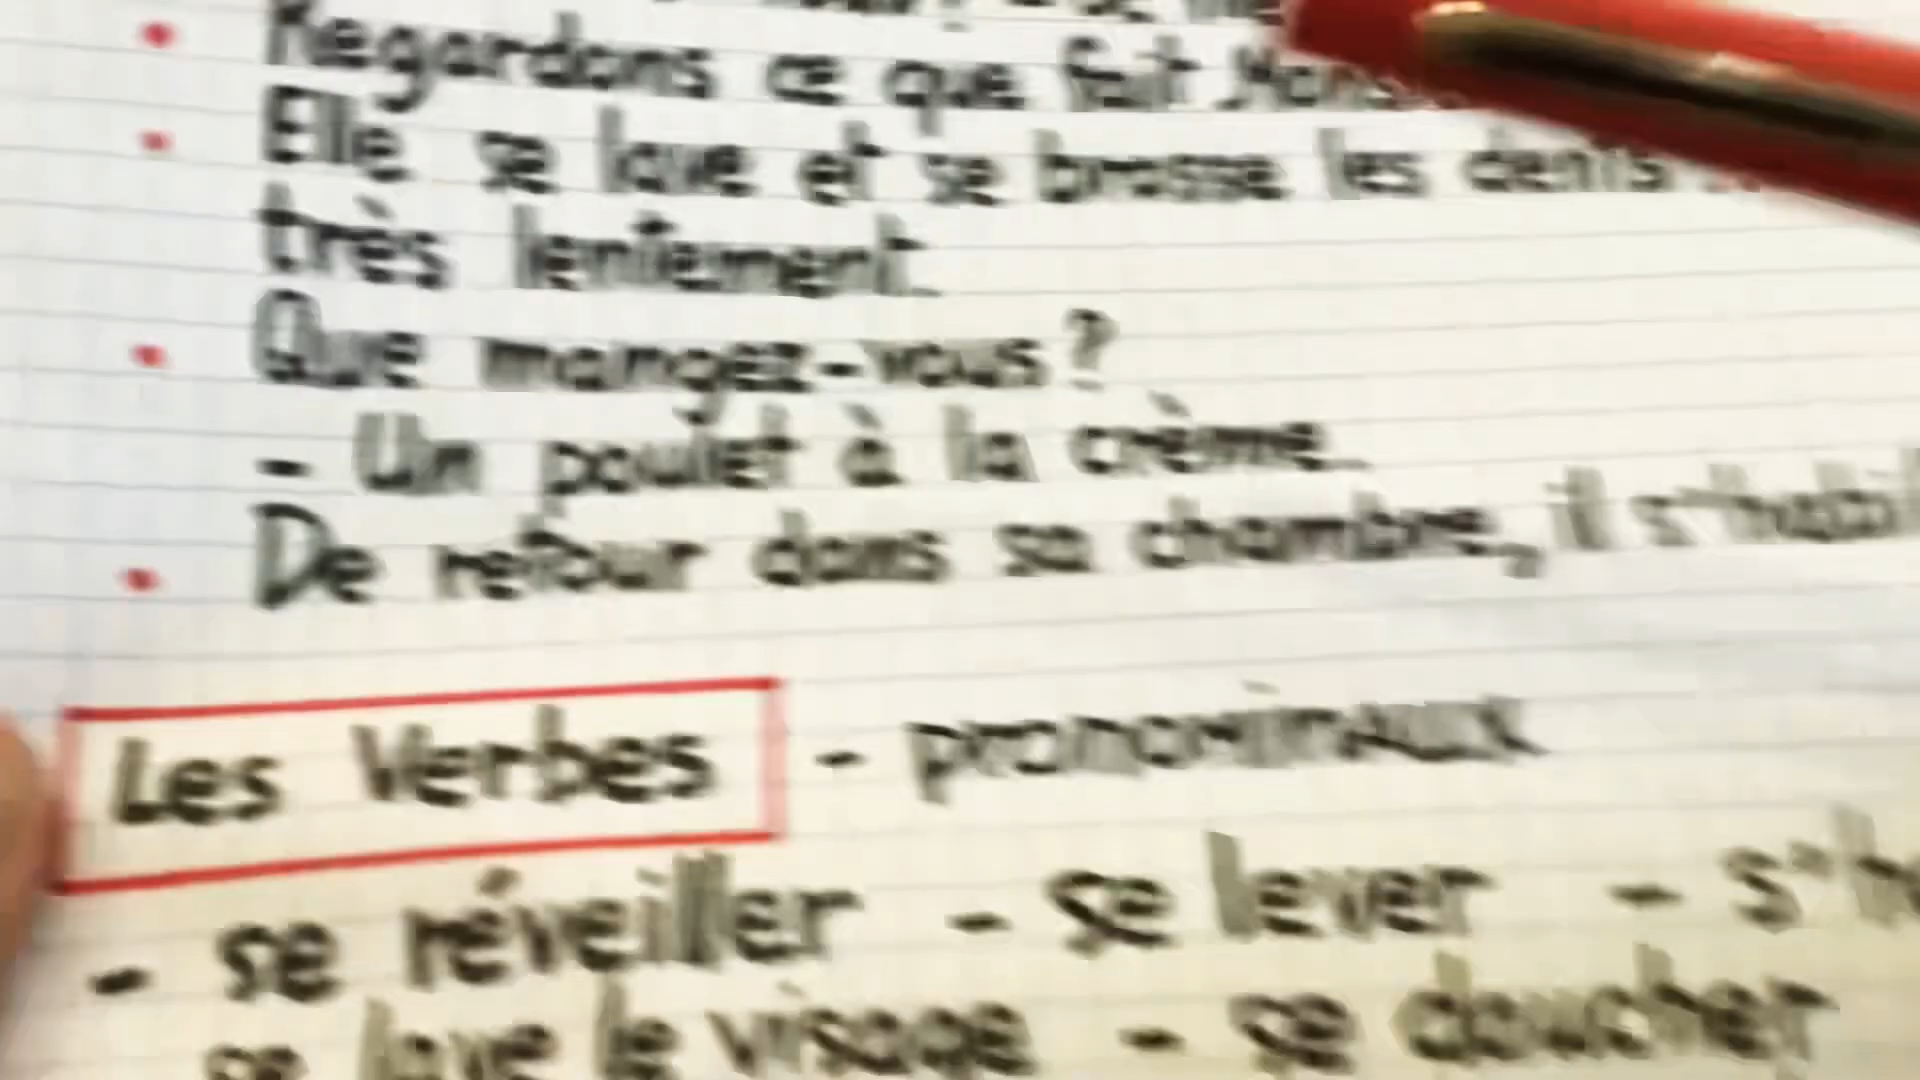 Regardons ce que fait
Elle se lave et se brosse les dents
très lentement.
Que mangez-vous ?
- Un poulet à la crème.
De retour dans sa chambre, il
Les Verbes - pronominaux
- se réveiller - se lever -
se lave le visage - se doucher